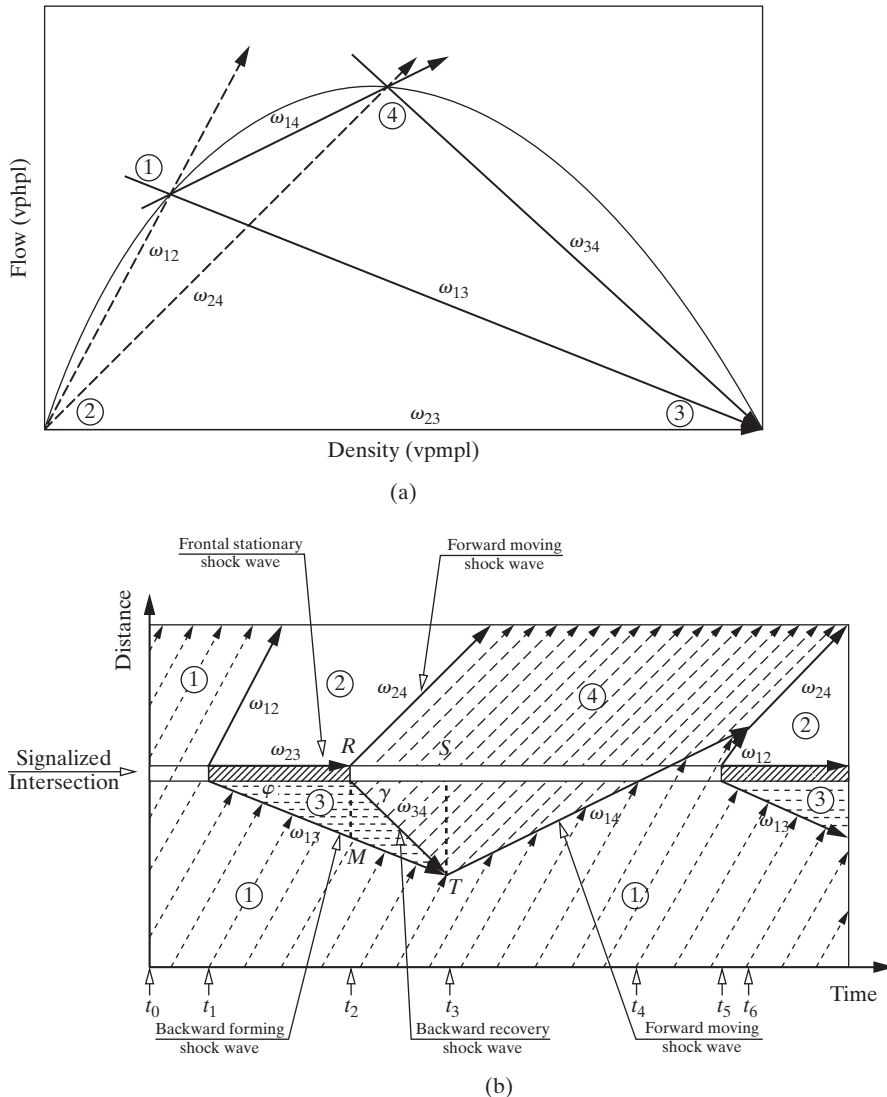 ①
ω14
④
Flow (vphpl)
ω12
ω24
ω34
ω13
②
ω23
③
Density (vpmpl)
(a)
Frontal stationary
shock wave
Forward moving
shock wave
Distance
①
②
ω24
④
ω12
ω24
②
ω23
R
S
ω12
Signalized
Intersection
φ
③
γ
ω34
③
ω13
M
ω14
ω13
T
①
①
t0
t1
t2
t3
t4
t5
t6
Time
Backward forming
shock wave
Backward recovery
shock wave
Forward moving
shock wave
(b)